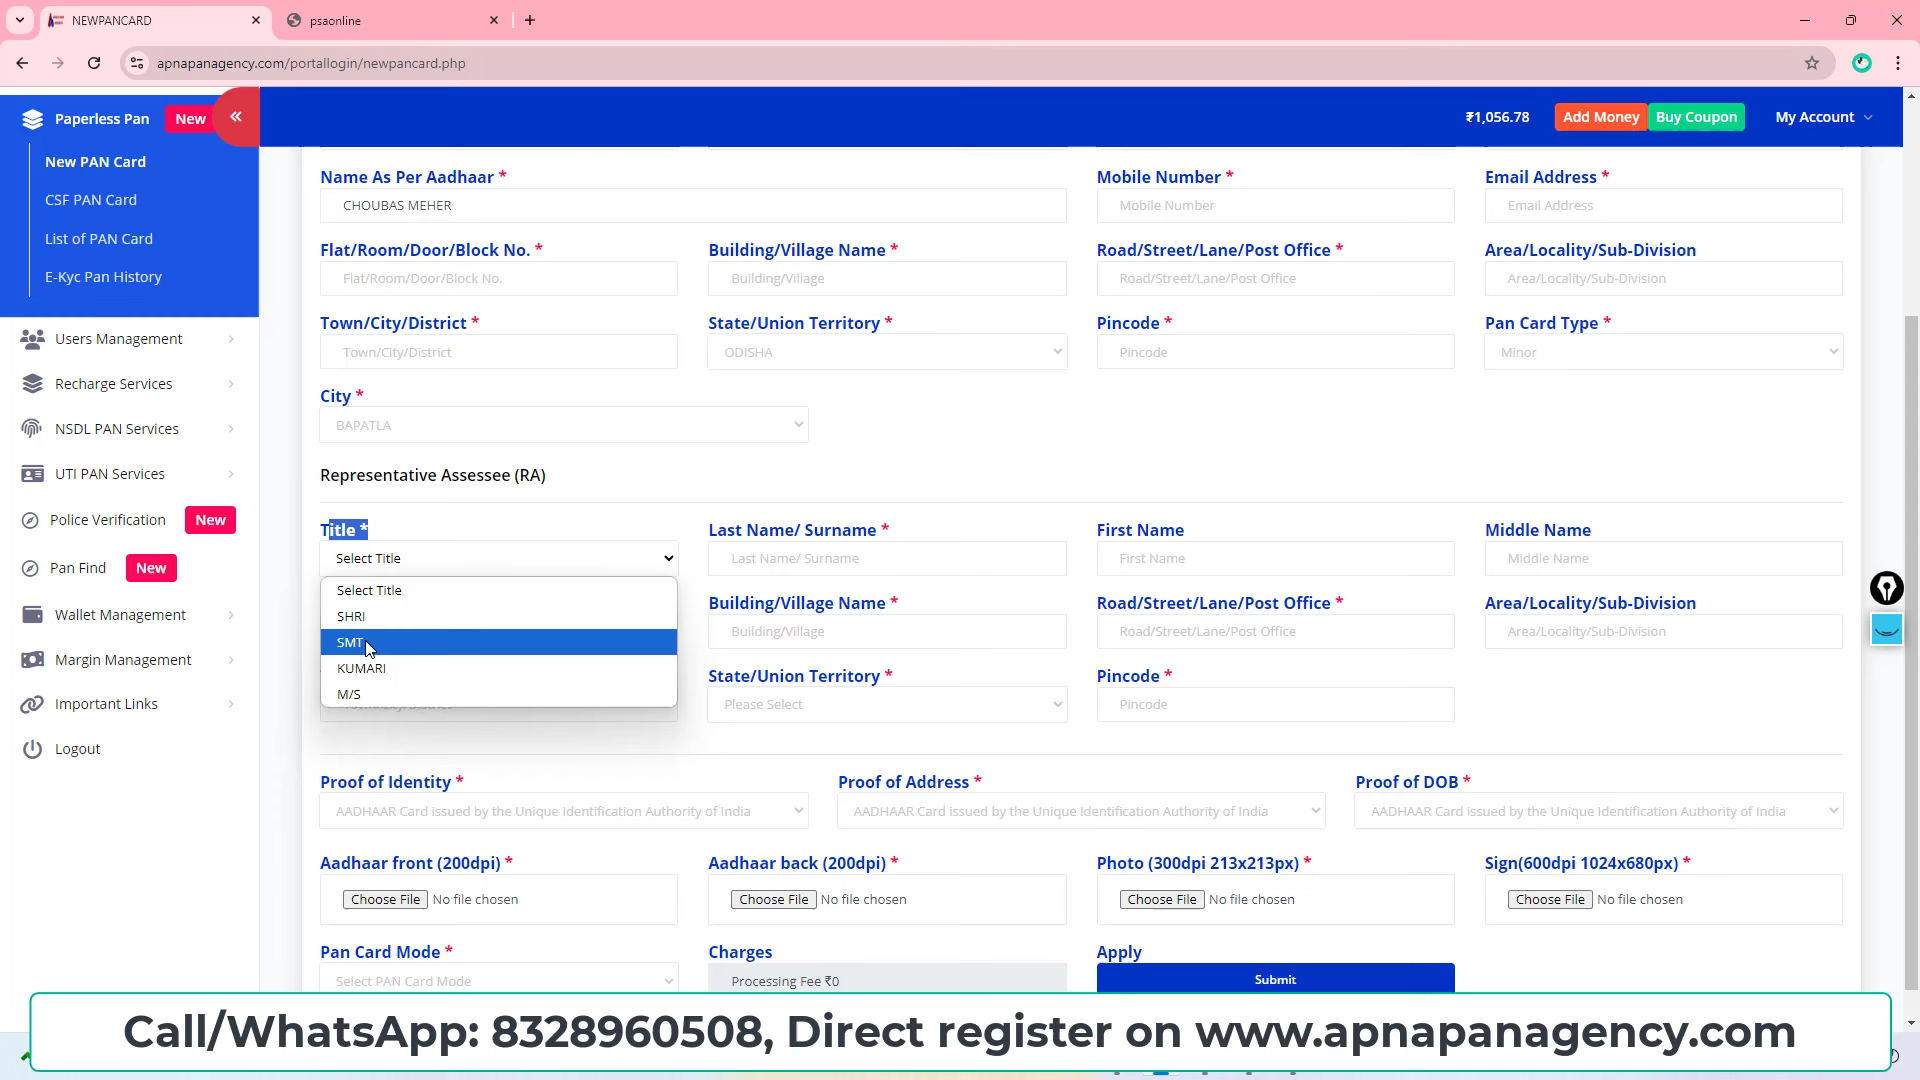 NEWPANCARD
psaonline
apnapanagency.com/portallogin/newpancard.php
Paperless Pan New
New PAN Card
CSF PAN Card
List of PAN Card
E-Kyc Pan History
Users Management
Recharge Services
NSDL PAN Services
UTI PAN Services
Police Verification New
Pan Find New
Wallet Management
Margin Management
Important Links
Logout
₹1,056.78 Add Money Buy Coupon My Account
Name As Per Aadhaar * Mobile Number * Email Address *
CHOUBAS MEHER Mobile Number Email Address
Flat/Room/Door/Block No. * Building/Village Name * Road/Street/Lane/Post Office * Area/Locality/Sub-Division
Flat/Room/Door/Block No. Building/Village Road/Street/Lane/Post Office Area/Locality/Sub-Division
Town/City/District * State/Union Territory * Pincode * Pan Card Type *
Town/City/District ODISHA Pincode Minor
City *
BAPATLA
Representative Assessee (RA)
Title * Last Name/ Surname * First Name Middle Name
Select Title Last Name/ Surname First Name Middle Name
Select Title
SHRI
SMT
KUMARI
M/S
Building/Village Name * Road/Street/Lane/Post Office * Area/Locality/Sub-Division
Building/Village Road/Street/Lane/Post Office Area/Locality/Sub-Division
State/Union Territory * Pincode *
Please Select Pincode
Proof of Identity * Proof of Address * Proof of DOB *
AADHAAR Card issued by the Unique Identification Authority of India AADHAAR Card issued by the Unique Identification Authority of India AADHAAR Card issued by the Unique Identification Authority of India
Aadhaar front (200dpi) * Aadhaar back (200dpi) * Photo (300dpi 213x213px) * Sign(600dpi 1024x680px) *
Choose File No file chosen Choose File No file chosen Choose File No file chosen Choose File No file chosen
Pan Card Mode * Charges Apply
Select PAN Card Mode Processing Fee ₹0 Submit
Call/WhatsApp: 8328960508, Direct register on www.apnapanagency.com